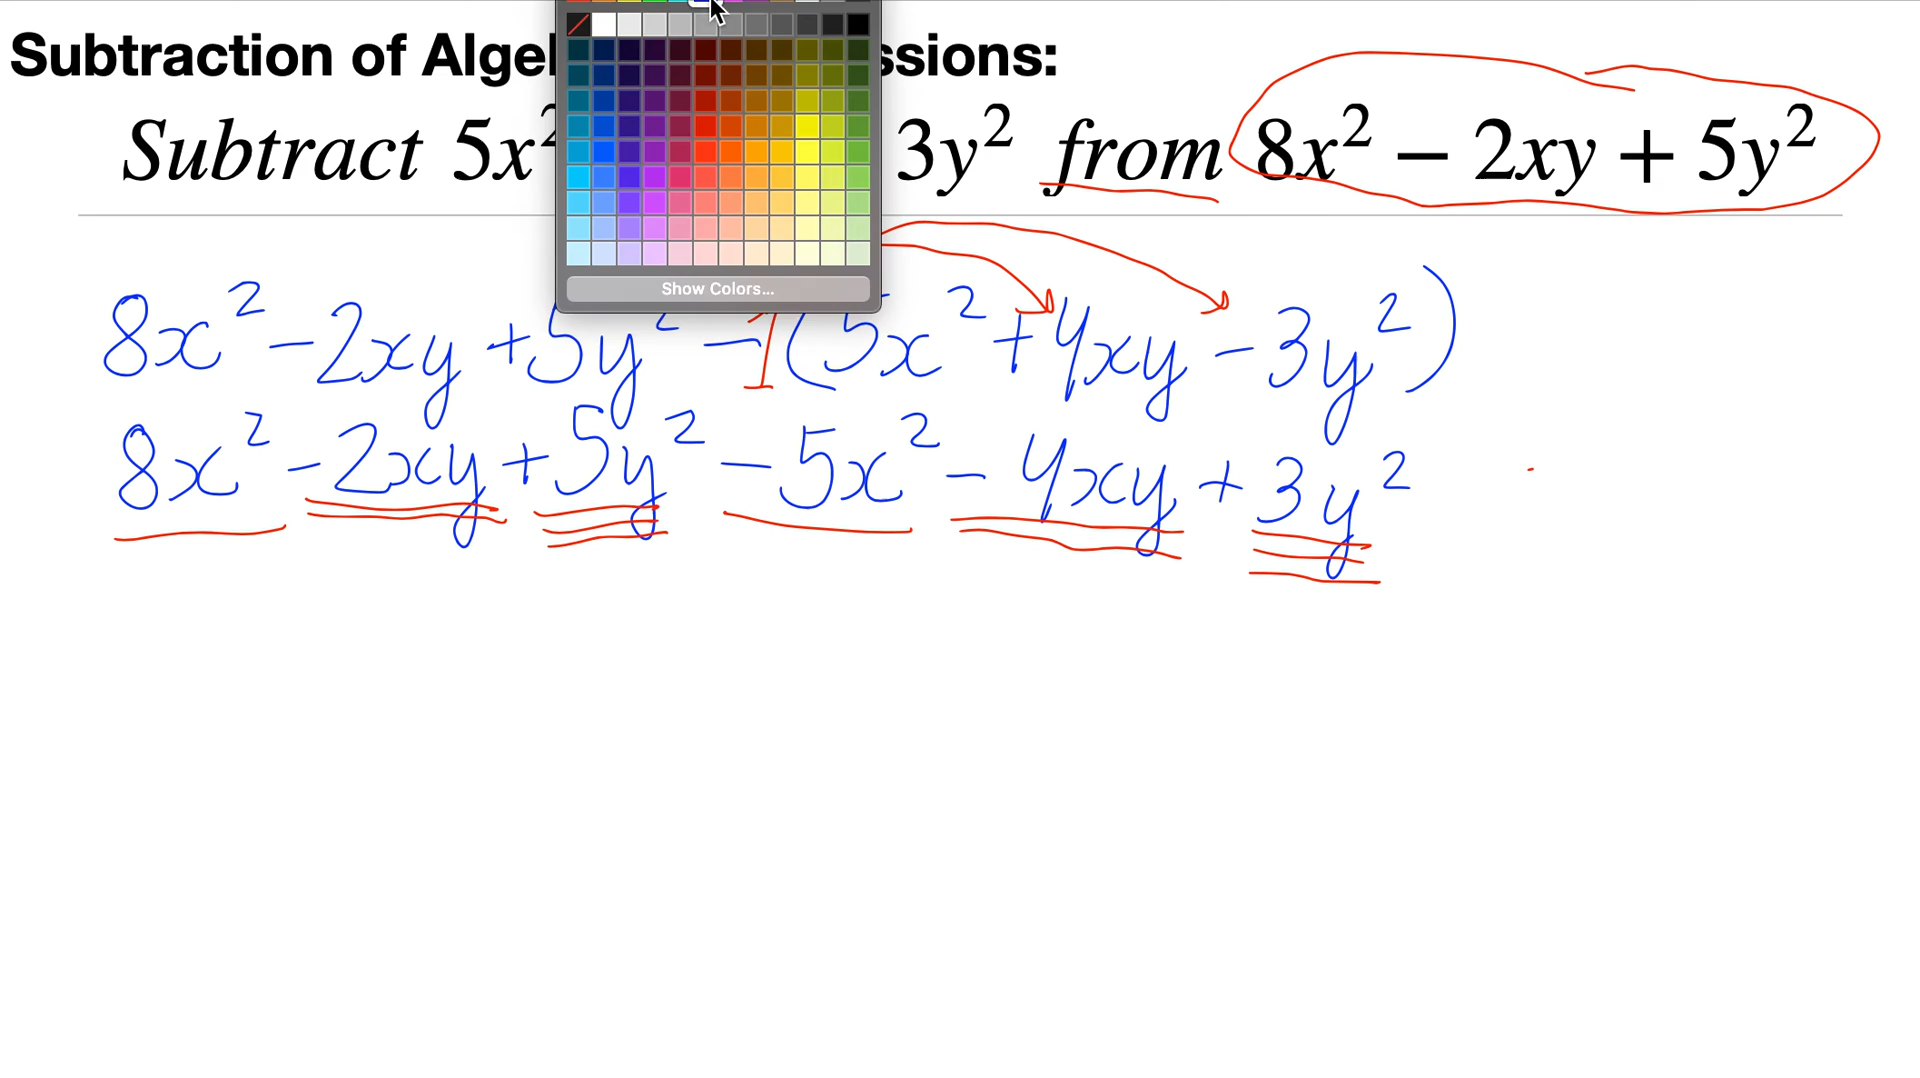 Subtraction of Alge ssions:
Subtract 5x² 3y² from 8x² − 2xy + 5y²
Show Colors...
8x² − 2xy + 5y² − 1(5x² + 4xy − 3y²)
8x² − 2xy + 5y² − 5x² − 4xy + 3y²